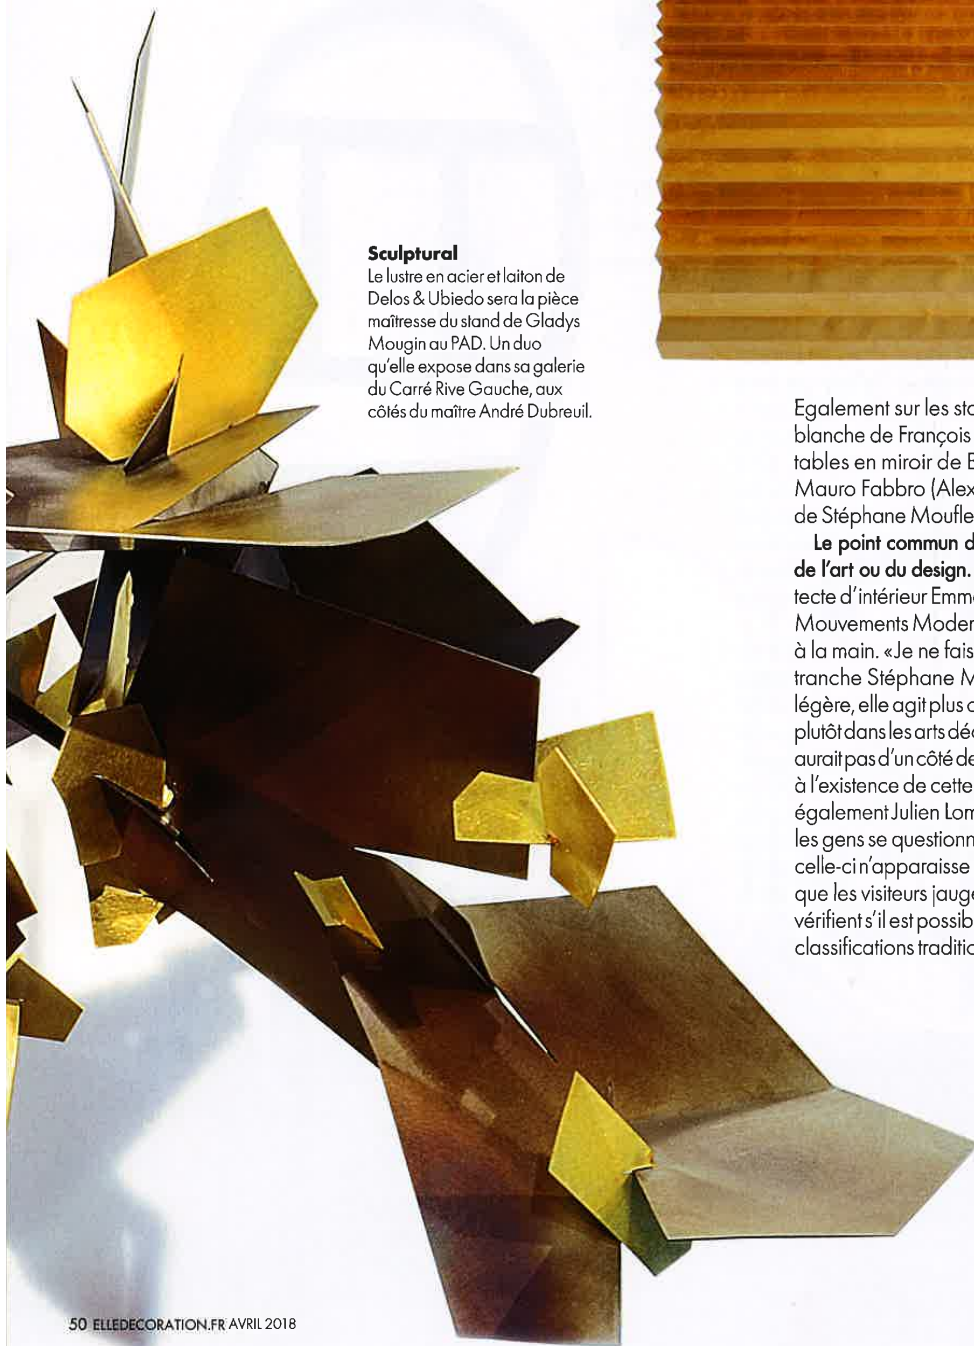 Sculptural
Le lustre en acier et laiton de
Delos & Ubiedo sera la pièce
maîtresse du stand de Gladys
Mougin au PAD. Un duo
qu'elle expose dans sa galerie
du Carré Rive Gauche, aux
côtés du maître André Dubreuil.
Egalement sur les
blanche de François
tables en miroir de
Mauro Fabbro
de Stéphane
Le point commun
de l'art ou du design.
tecte d'intérieur
Mouvements
à la main. «Je ne fais
tranche Stéphane
légère, elle agit plus
plutôt dans les arts
aurait pas d'un côté
à l'existence de cette
également Julien
les gens se
celle-ci n'apparaisse
que les visiteurs
vérifient s'il est
classifications
50 ELLEDECORATION.FR AVRIL 2018